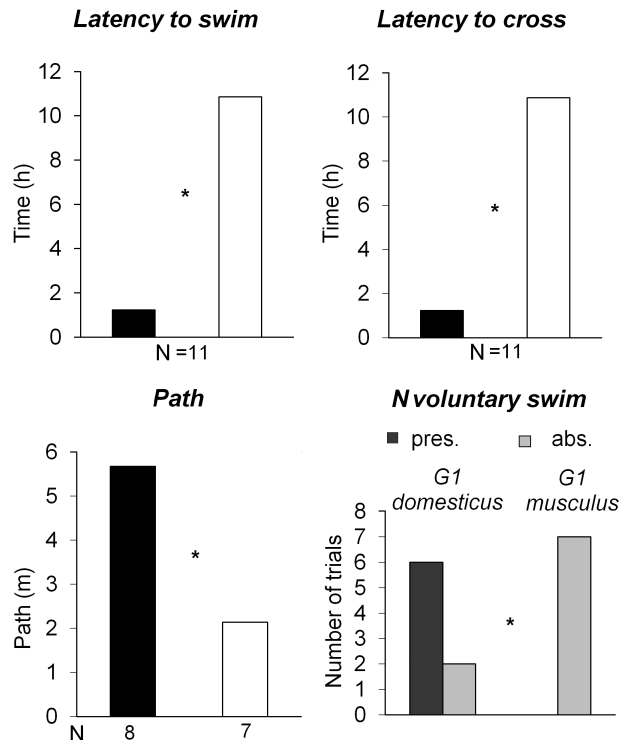 Latency to swim
Time (h)
12
10
8
6
4
2
0
*
N =11
Latency to cross
Time (h)
12
10
8
6
4
2
0
*
N =11
Path
Path (m)
6
5
4
3
2
1
0
*
N 8 7
N voluntary swim
pres. abs.
G1
domesticus
G1
musculus
Number of trials
8
7
6
5
4
3
2
1
0
*